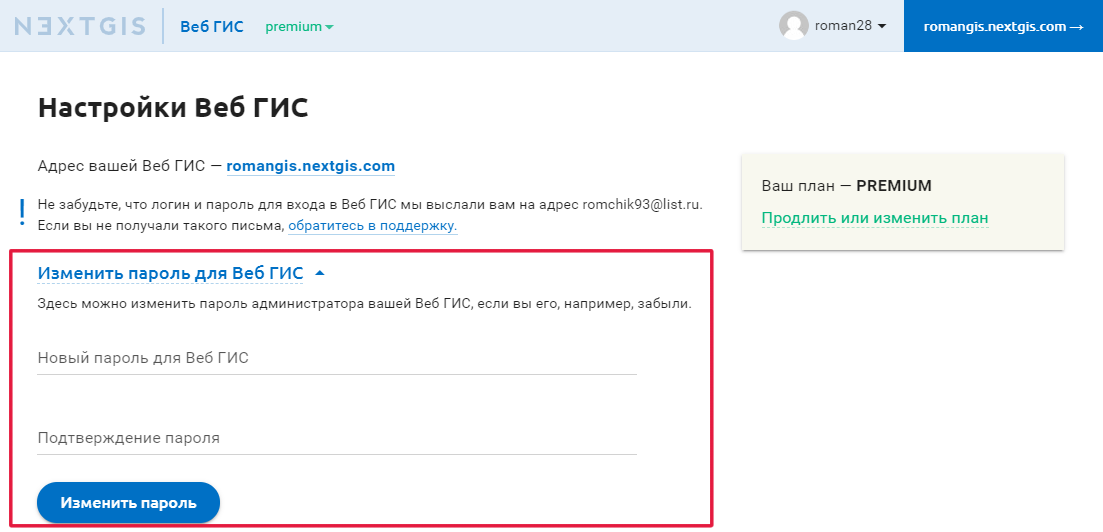 NEXTGIS Веб ГИС premium roman28 romangis.nextgis.com →
Настройки Веб ГИС
Адрес вашей Веб ГИС — romangis.nextgis.com
Ваш план — PREMIUM
Продлить или изменить план
! Не забудьте, что логин и пароль для входа в Веб ГИС мы выслали вам на адрес romchik93@list.ru.
Если вы не получали такого письма, обратитесь в поддержку.
Изменить пароль для Веб ГИС
Здесь можно изменить пароль администратора вашей Веб ГИС, если вы его, например, забыли.
Новый пароль для Веб ГИС
Подтверждение пароля
Изменить пароль